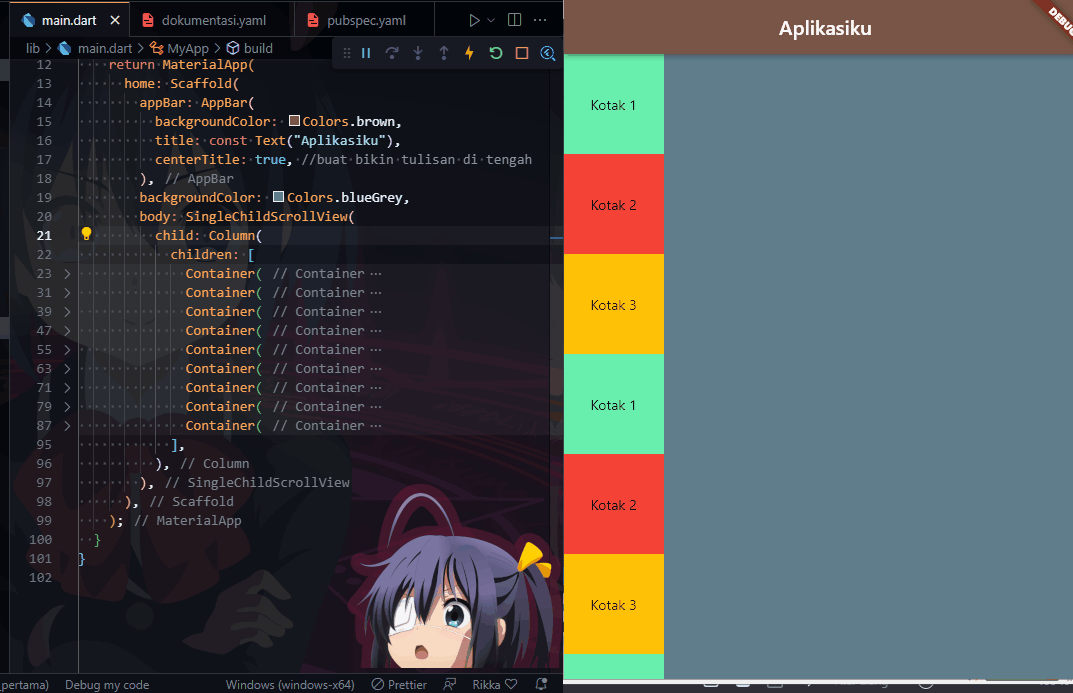 main.dart
dokumentasi.yaml
pubspec.yaml
lib > main.dart > MyApp > build
12 return MaterialApp(
13 home: Scaffold(
14 appBar: AppBar(
15 backgroundColor: Colors.brown,
16 title: const Text("Aplikasiku"),
17 centerTitle: true, //buat bikin tulisan di tengah
18 ), // AppBar
19 backgroundColor: Colors.blueGrey,
20 body: SingleChildScrollView(
21 child: Column(
22 children: [
23 Container( // Container ...
31 Container( // Container ...
39 Container( // Container ...
47 Container( // Container ...
55 Container( // Container ...
63 Container( // Container ...
71 Container( // Container ...
79 Container( // Container ...
87 Container( // Container ...
95 ],
96 ), // Column
97 ), // SingleChildScrollView
98 ), // Scaffold
99 ); // MaterialApp
100 }
101 }
102
pertama) Debug my code Windows (windows-x64) Prettier Rikka
Aplikasiku
DEBUG
Kotak 1
Kotak 2
Kotak 3
Kotak 1
Kotak 2
Kotak 3